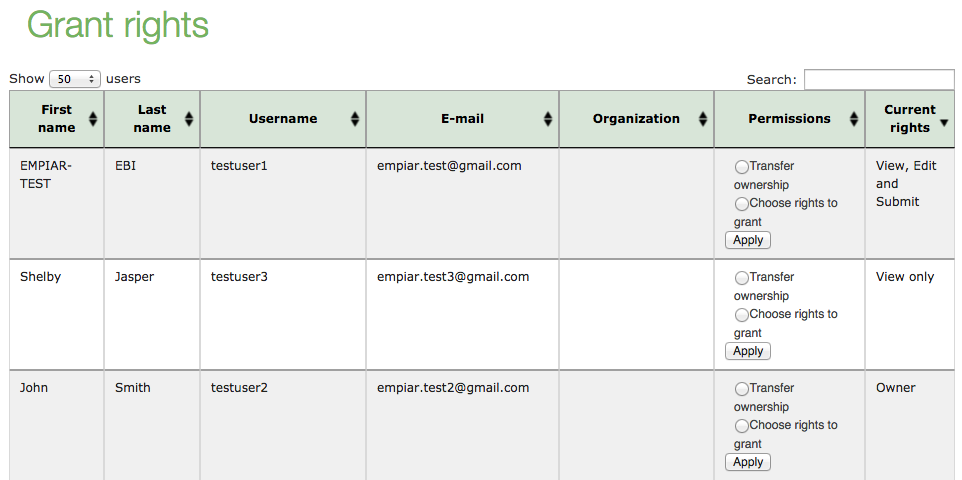 Grant rights
Show 50 users
Search:
First name
Last name
Username
E-mail
Organization
Permissions
Current rights
EMPIAR-
TEST
EBI
testuser1
empiar.test@gmail.com
Transfer
ownership
Choose rights to
grant
Apply
View, Edit
and
Submit
Shelby
Jasper
testuser3
empiar.test3@gmail.com
Transfer
ownership
Choose rights to
grant
Apply
View only
John
Smith
testuser2
empiar.test2@gmail.com
Transfer
ownership
Choose rights to
grant
Apply
Owner